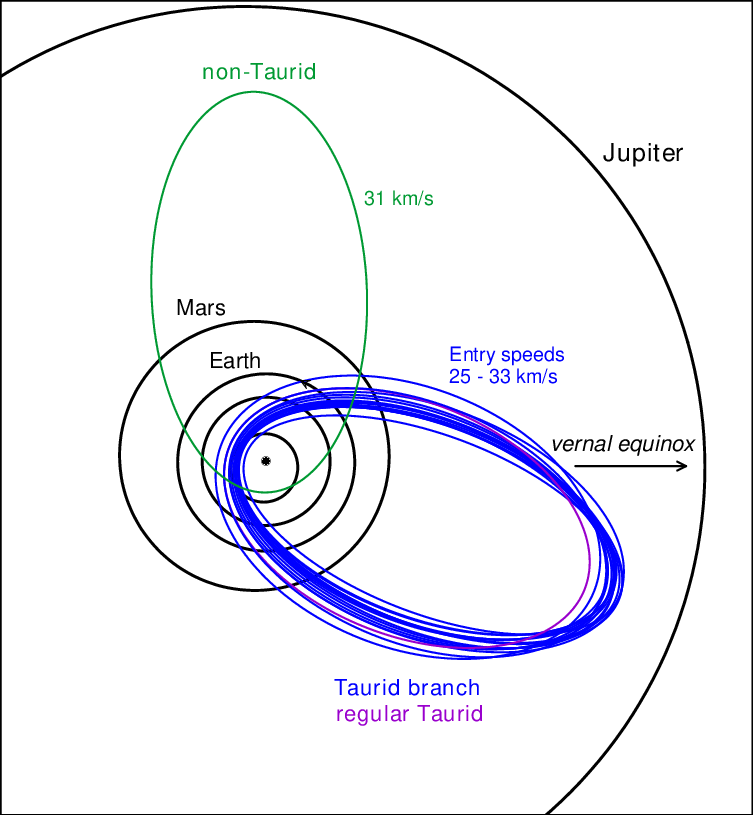 non-Taurid
Jupiter
31 km/s
Mars
Earth
Entry speeds
25 - 33 km/s
vernal equinox
Taurid branch
regular Taurid